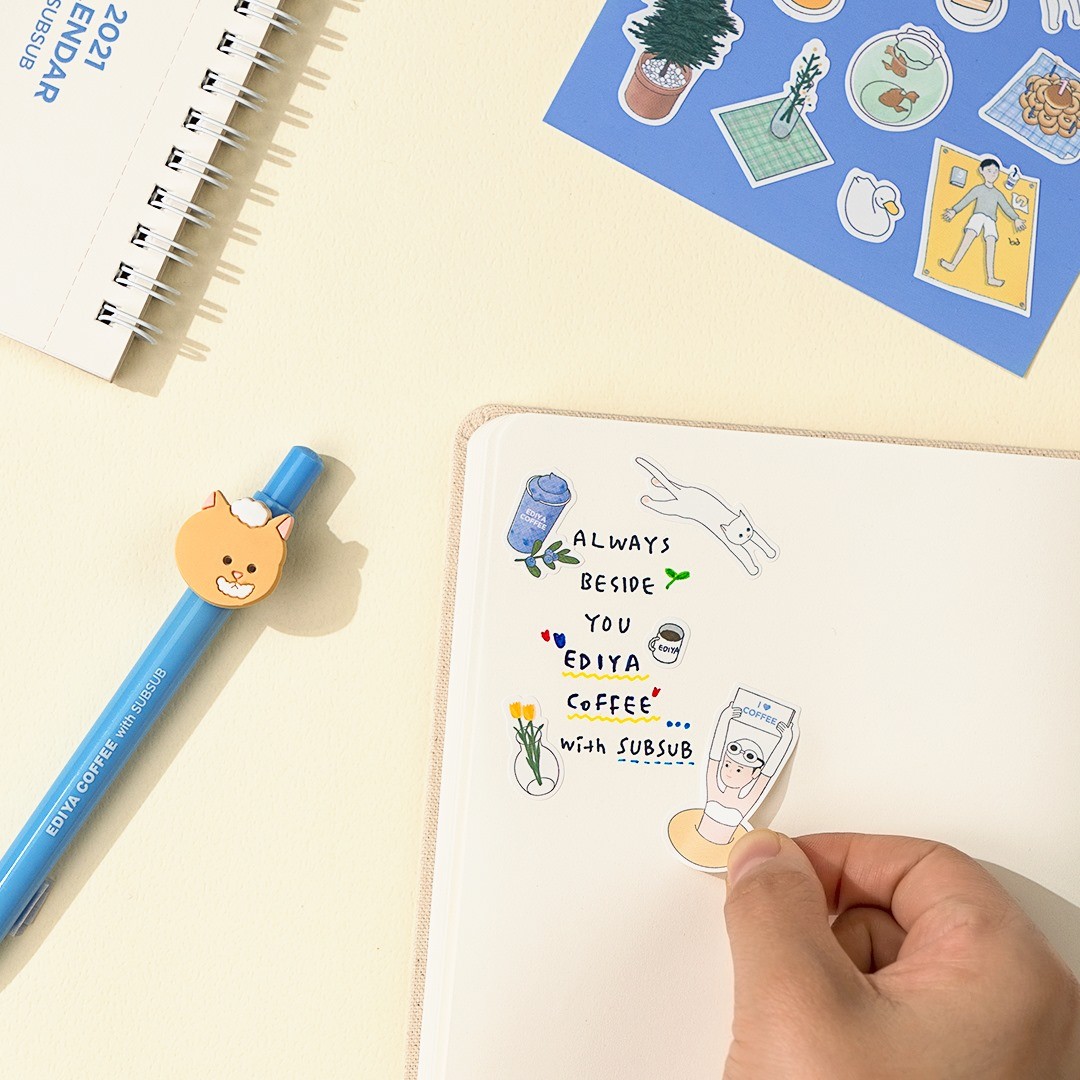 2021
ENDAR
SUBSUB
EDIYA COFFEE with SUBSUB
EDIYA
COFFEE
ALWAYS
BESIDE
YOU
EDIYA
COFFEE
with SUBSUB
EDIYA
I
COFFEE